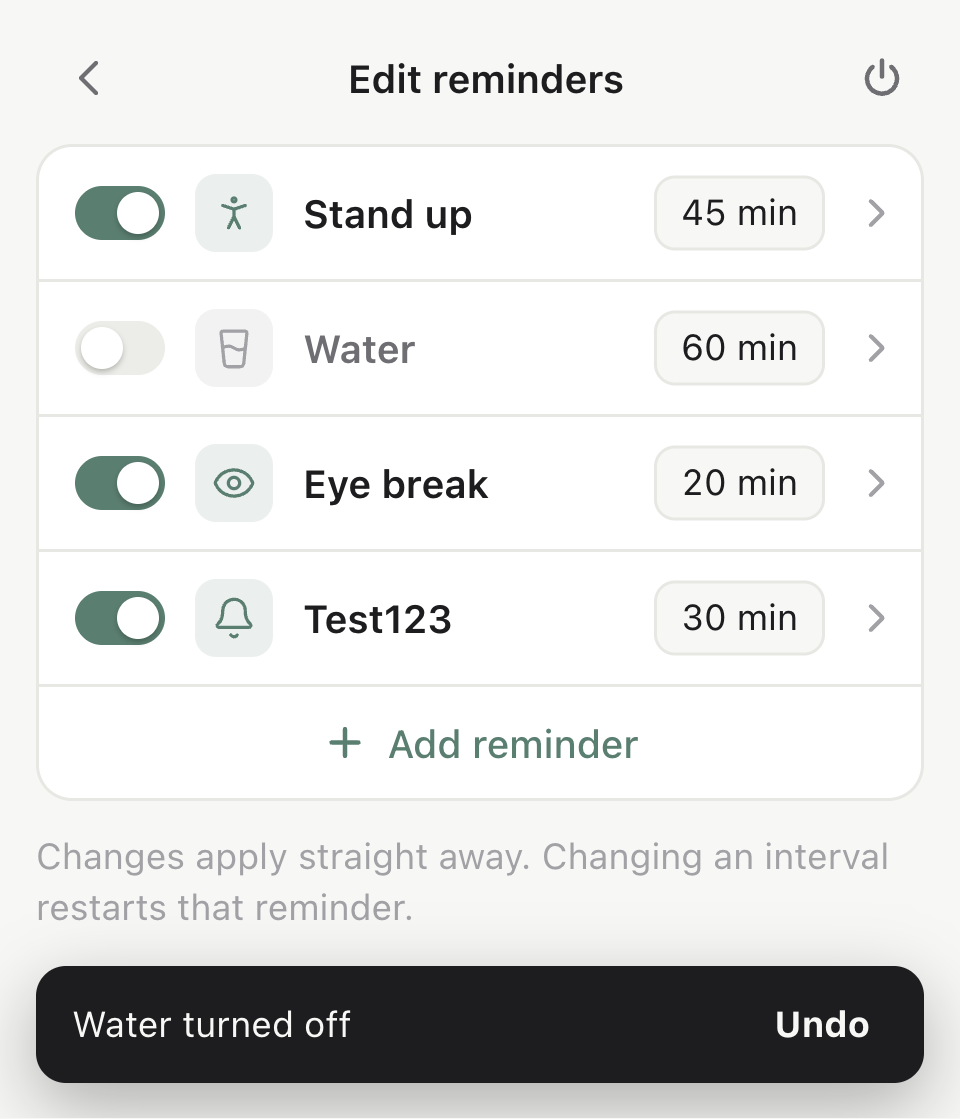 Edit reminders
Stand up 45 min
Water 60 min
Eye break 20 min
Test123 30 min
Add reminder
Changes apply straight away. Changing an interval
restarts that reminder.
Water turned off Undo